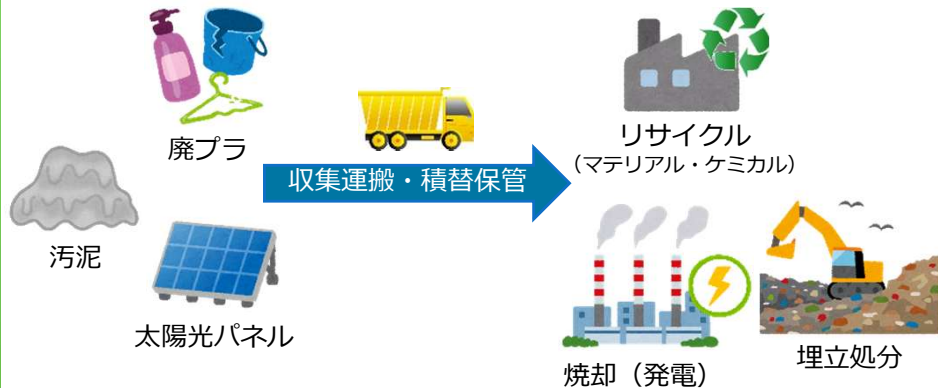 廃プラ
汚泥
太陽光パネル
収集運搬・積替保管
リサイクル
（マテリアル・ケミカル）
焼却（発電）
埋立処分